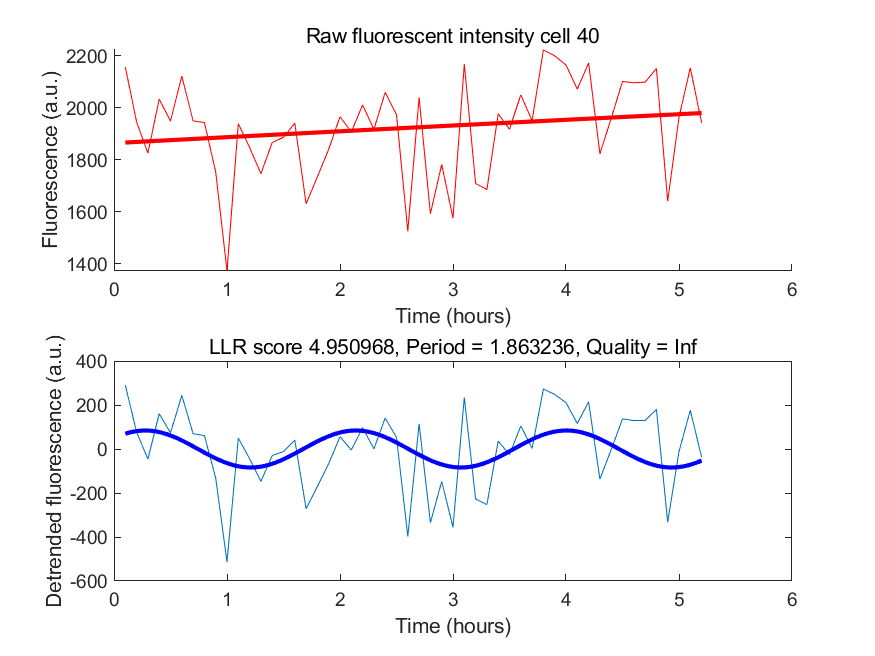 Raw fluorescent intensity cell 40
Fluorescence (a.u.)
2200
2000
1800
1600
1400
0 1 2 3 4 5 6
Time (hours)
LLR score 4.950968, Period = 1.863236, Quality = Inf
Detrended fluorescence (a.u.)
400
200
0
-200
-400
-600
0 1 2 3 4 5 6
Time (hours)